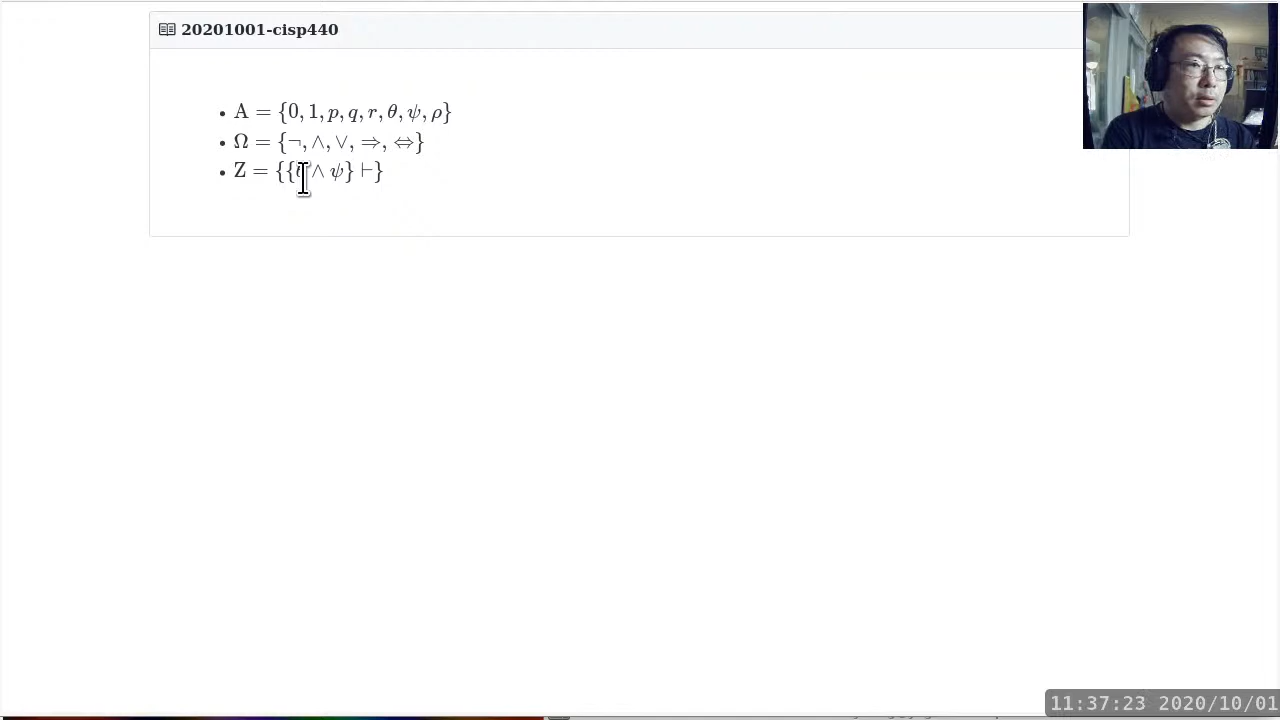 20201001-cisp440
• A = {0, 1, p, q, r, θ, ψ, ρ}
• Ω = {¬, ∧, ∨, ⇒, ⇔}
• Z = {{ ∧ ψ} ⊢}
11:37:23 2020/10/01